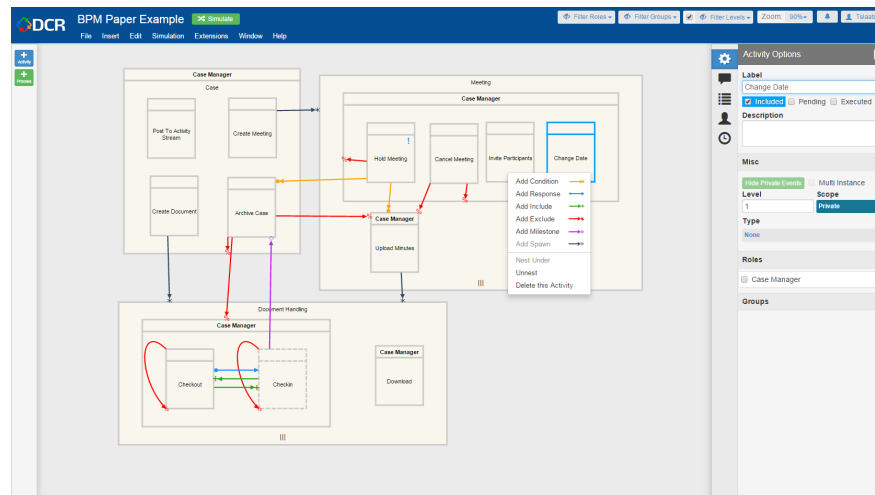 DCR
BPM Paper Example
Simulate
File Insert Edit Simulation Extensions Window Help
Filter Roles
Filter Groups
Filter Levels
Zoom: 90%
Activity
Process
Case Manager
Case
Post To Activity
Stream
Create Meeting
Create Document
Archive Case
Meeting
Case Manager
Hold Meeting
!
Cancel Meeting
Invite Participants
Change Date
Case Manager
Upload Minutes
Add Condition
Add Response
Add Include
Add Exclude
Add Milestone
Add Spawn
Nest Under
Unnest
Delete this Activity
Document Handling
Case Manager
Checkout
Checkin
Case Manager
Download
Activity Options
Label
Change Date
Included Pending Executed
Description
Misc
Hide Private Events Multi Instance
Level Scope
1 Private
Type
None
Roles
Case Manager
Groups